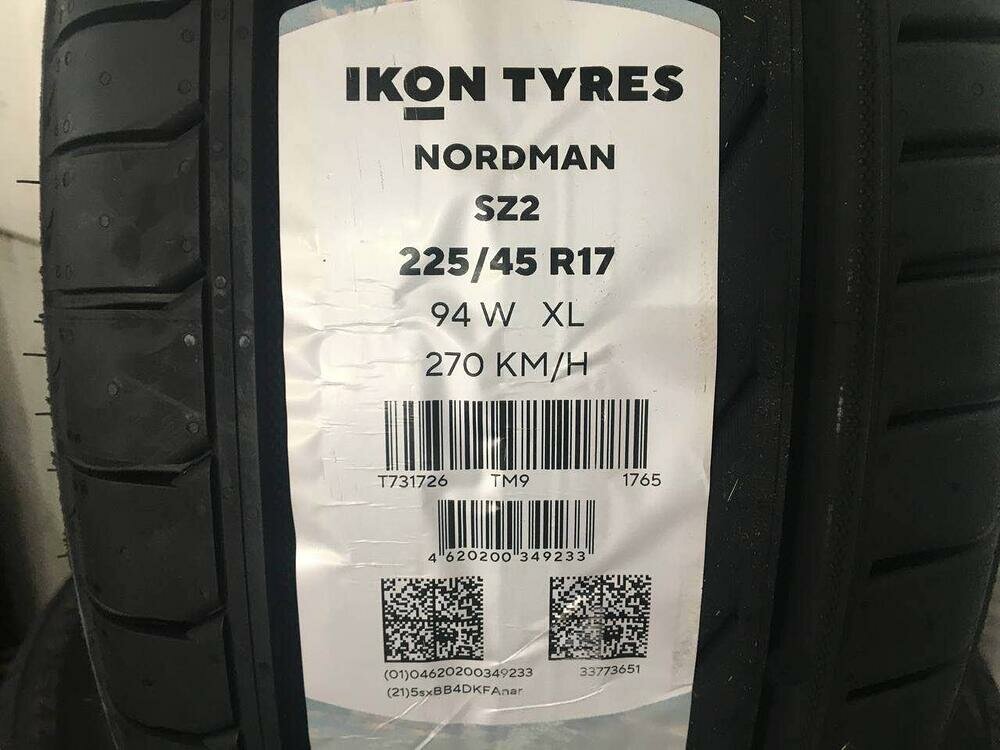 IKON TYRES
NORDMAN
SZ2
225/45 R17
94 W XL
270 KM/H
T731726 TM9 1765
4 620200 349233
(01)04620200349233
33773651
(21)5sxBB4DKFAnar